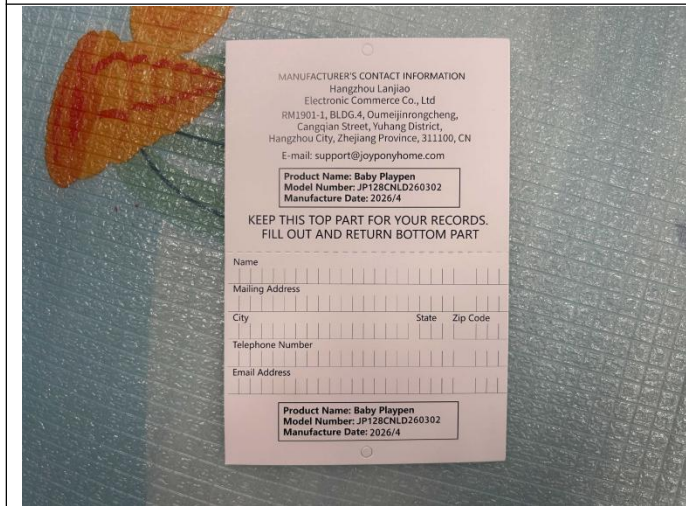 MANUFACTURER'S CONTACT INFORMATION
Hangzhou Lanjiao
Electronic Commerce Co., Ltd
RM1901-1, BLDG.4, Oumeijinrongcheng,
Cangqian Street, Yuhang District,
Hangzhou City, Zhejiang Province, 311100, CN
E-mail: support@joyponyhome.com
Product Name: Baby Playpen
Model Number: JP128CNLD260302
Manufacture Date: 2026/4
KEEP THIS TOP PART FOR YOUR RECORDS.
FILL OUT AND RETURN BOTTOM PART
Name
Mailing Address
City State Zip Code
Telephone Number
Email Address
Product Name: Baby Playpen
Model Number: JP128CNLD260302
Manufacture Date: 2026/4